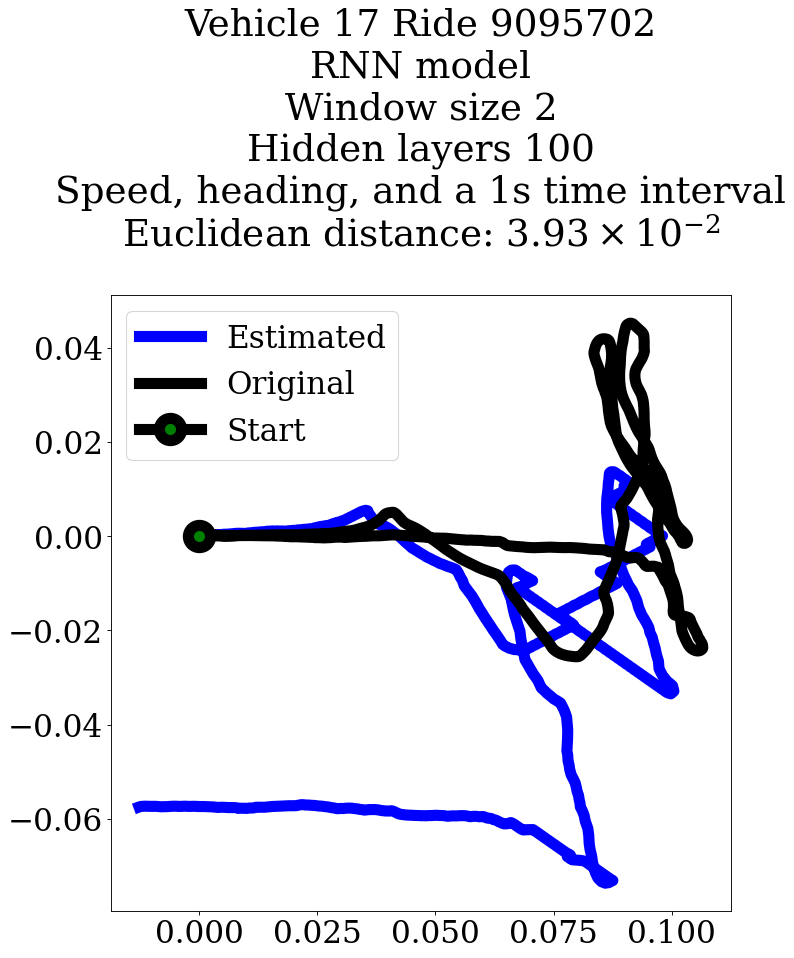 Vehicle 17 Ride 9095702
RNN model
Window size 2
Hidden layers 100
Speed, heading, and a 1s time interval
Euclidean distance: 3.93 × 10⁻²
Estimated
Original
Start
0.04
0.02
0.00
−0.02
−0.04
−0.06
0.000 0.025 0.050 0.075 0.100